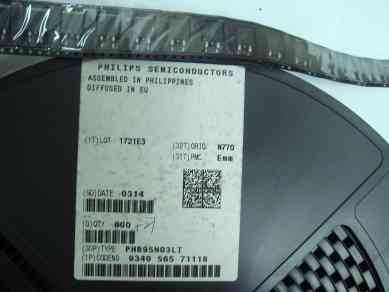 PHILIPS SEMICONDUCTORS
ASSEMBLED IN PHILIPPINES
DIFFUSED IN EU
(1T)LOT 1721E3
(32T)ORIG N770
(31T)PMC Emm
(9D)DATE 0314
(Q)QTY 800
(30P)TYPE PHB95N03LT
(1P)CODENO 9340 565 71118